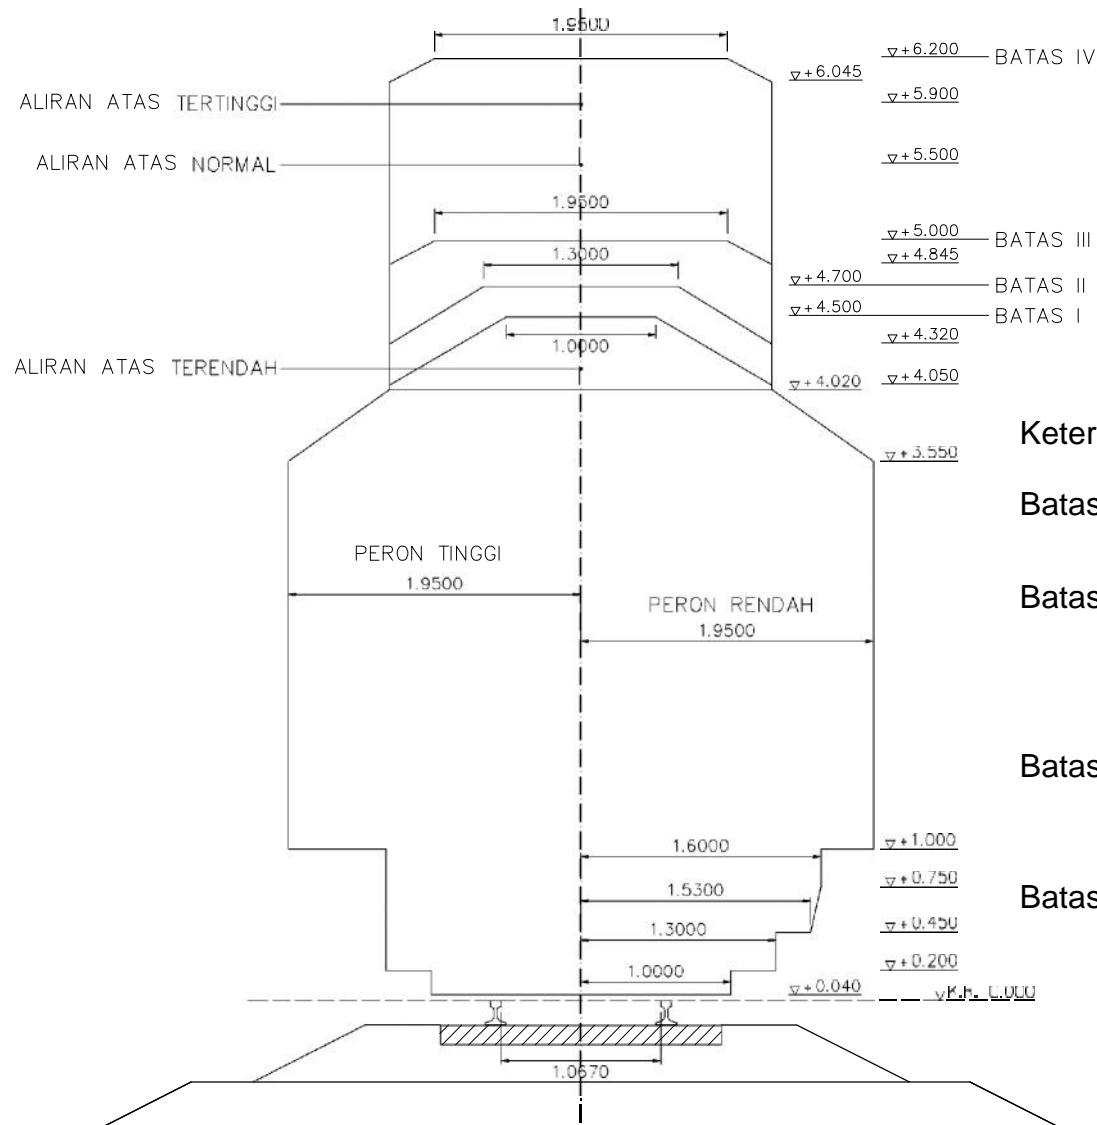 1.9500
▽+6.200 BATAS IV
▽+6.045
ALIRAN ATAS TERTINGGI
▽+5.900
ALIRAN ATAS NORMAL
▽+5.500
1.9500
▽+5.000 BATAS III
1.3000
▽+4.845
▽+4.700 BATAS II
▽+4.500 BATAS I
▽+4.320
1.0000
ALIRAN ATAS TERENDAH
▽+4.020 ▽+4.050
Keter
▽+3.550
Batas
PERON TINGGI
1.9500
Batas
PERON RENDAH
1.9500
Batas
1.6000
▽+1.000
▽+0.750
1.5300
Batas
▽+0.450
1.3000
▽+0.200
1.0000
▽+0.040
0.000
1.0670